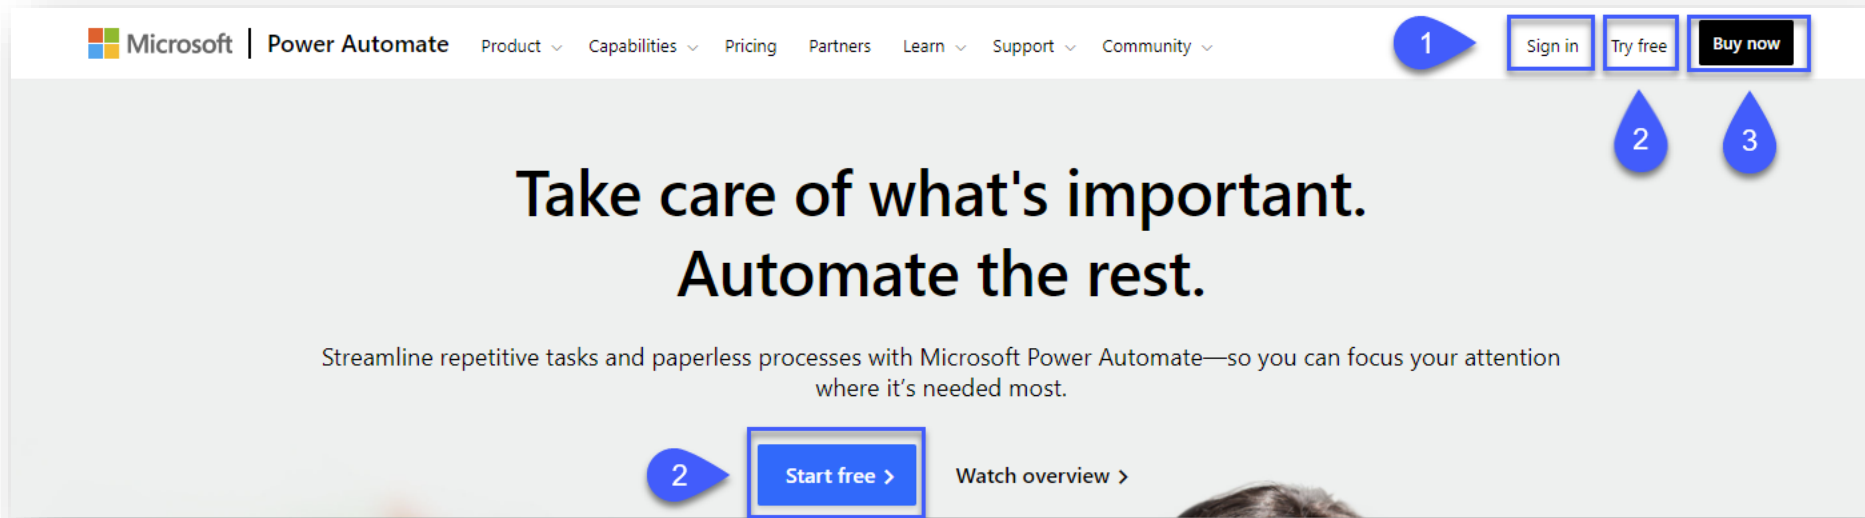 Microsoft | Power Automate Product Capabilities Pricing Partners Learn Support Community 1 Sign in Try free Buy now
2 3
Take care of what's important.
Automate the rest.
Streamline repetitive tasks and paperless processes with Microsoft Power Automate—so you can focus your attention
where it’s needed most.
2 Start free > Watch overview >